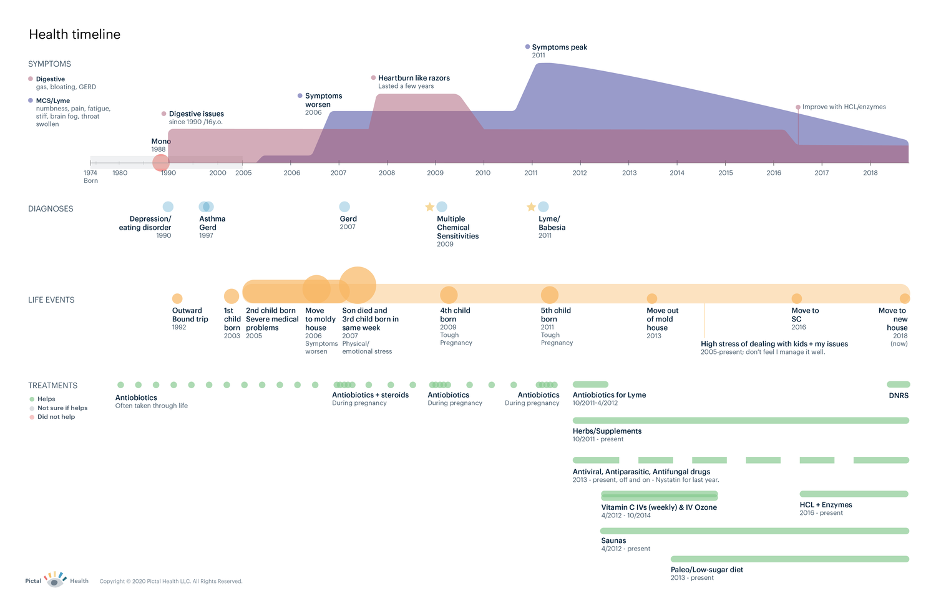 Health timeline
SYMPTOMS
Digestive
gas, bloating, GERD
MCS/Lyme
numbness, pain, fatigue,
stiff, brain fog, throat
swollen
Mono
1988
Digestive issues
since 1990 /16y.o.
Symptoms
worsen
2006
Heartburn like razors
Lasted a few years
Symptoms peak
2011
Improve with HCL/enzymes
1974
Born
1980
1990
2000
2005
2006
2007
2008
2009
2010
2011
2012
2013
2014
2015
2016
2017
2018
DIAGNOSES
Depression/
eating disorder
1990
Asthma
Gerd
1997
Gerd
2007
Multiple
Chemical
Sensitivities
2009
Lyme/
Babesia
2011
LIFE EVENTS
Outward
Bound trip
1992
1st
child
born
2003
2nd child born
Severe medical
problems
2005
Move
to moldy
house
2006
Symptoms
worsen
Son died and
3rd child born in
same week
2007
Physical/
emotional stress
4th child
born
2009
Tough
Pregnancy
5th child
born
2011
Tough
Pregnancy
Move out
of mold
house
2013
High stress of dealing with kids + my issues
2005-present; don't feel I manage it well.
Move to
SC
2016
Move to
new
house
2018
(now)
TREATMENTS
Helps
Not sure if helps
Did not help
Antiobiotics
Often taken through life
Antiobiotics + steroids
During pregnancy
Antiobiotics
During pregnancy
Antiobiotics
During pregnancy
Antiobiotics for Lyme
10/2011-4/2012
DNRS
Herbs/Supplements
10/2011 - present
Antiviral, Antiparasitic, Antifungal drugs
2013 - present, off and on - Nystatin for last year.
Vitamin C IVs (weekly) & IV Ozone
4/2012 - 10/2014
HCL + Enzymes
2016 - present
Saunas
4/2012 - present
Paleo/Low-sugar diet
2013 - present
Pictal Health
Copyright © 2020 Pictal Health LLC. All Rights Reserved.